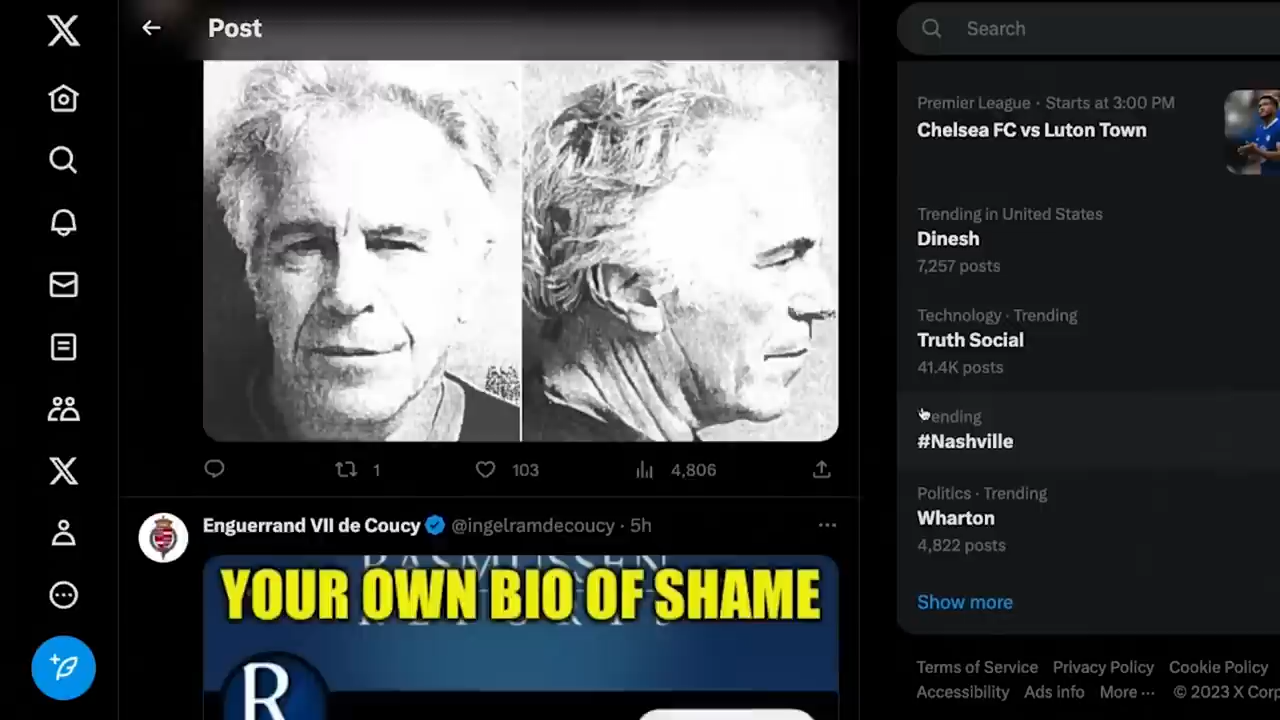 Post
Search
Premier League · Starts at 3:00 PM
Chelsea FC vs Luton Town
Trending in United States
Dinesh
7,257 posts
Technology · Trending
Truth Social
41.4K posts
Trending
#Nashville
Politics · Trending
Wharton
4,822 posts
Show more
Terms of Service Privacy Policy Cookie Policy
Accessibility Ads info More ··· © 2023 X Corp
1 103 4,806
Enguerrand VII de Coucy @ingelramdecoucy · 5h
RASMUSSEN
YOUR OWN BIO OF SHAME
REPORTS
R